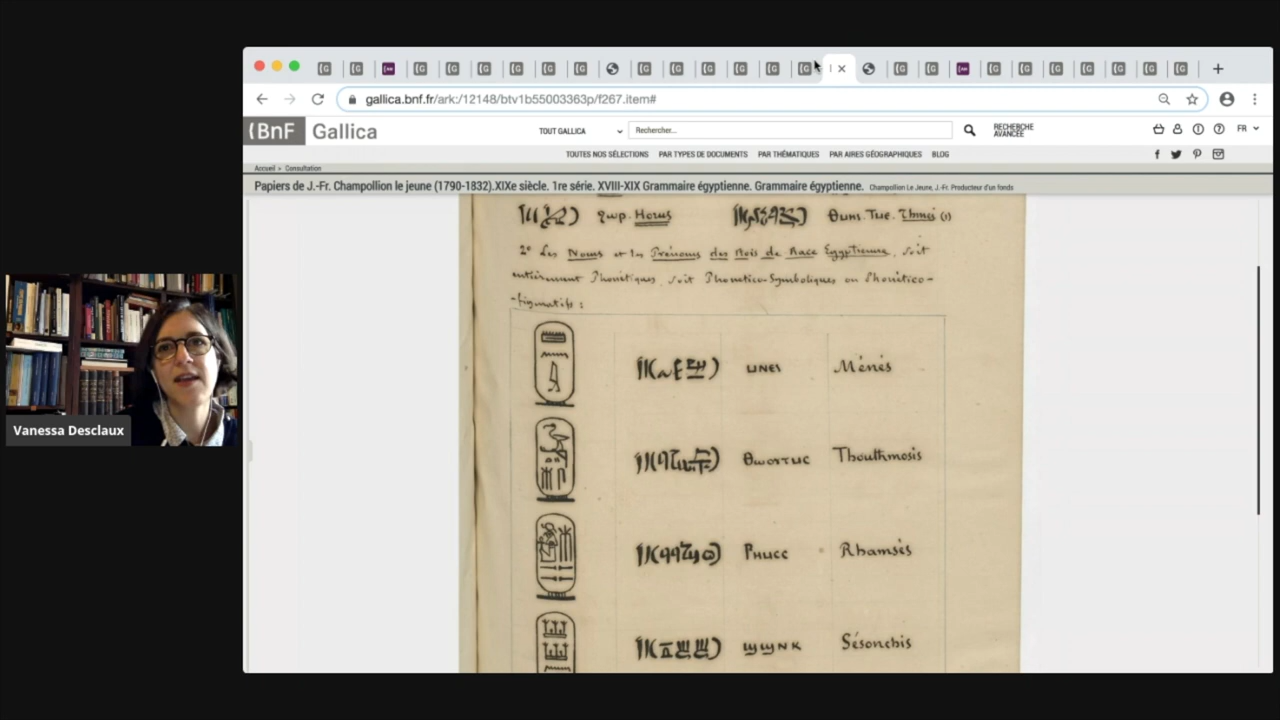 gallica.bnf.fr/ark:/12148/btv1b55003363p/f267.item#
{BnF Gallica
TOUT GALLICA
Rechercher...
RECHERCHE
AVANCÉE
FR
TOUTES NOS SÉLECTIONS PAR TYPES DE DOCUMENTS PAR THÉMATIQUES PAR AIRES GÉOGRAPHIQUES BLOG
Accueil > Consultation
Papiers de J.-Fr. Champollion le jeune (1790-1832).XIXe siècle. 1re série. XVIII-XIX Grammaire égyptienne. Grammaire égyptienne. Champollion Le Jeune, J.-Fr. Producteur d'un fonds
Horus
2° Les Noms et les Prénoms des Rois de Race Egyptienne, soit
entièrement Phonétiques, soit Phonetico-Symboliques ou Phonético-
-figuratifs :
Ménès
Thouthmosis
Rhamsès
Sésonchis
Vanessa Desclaux